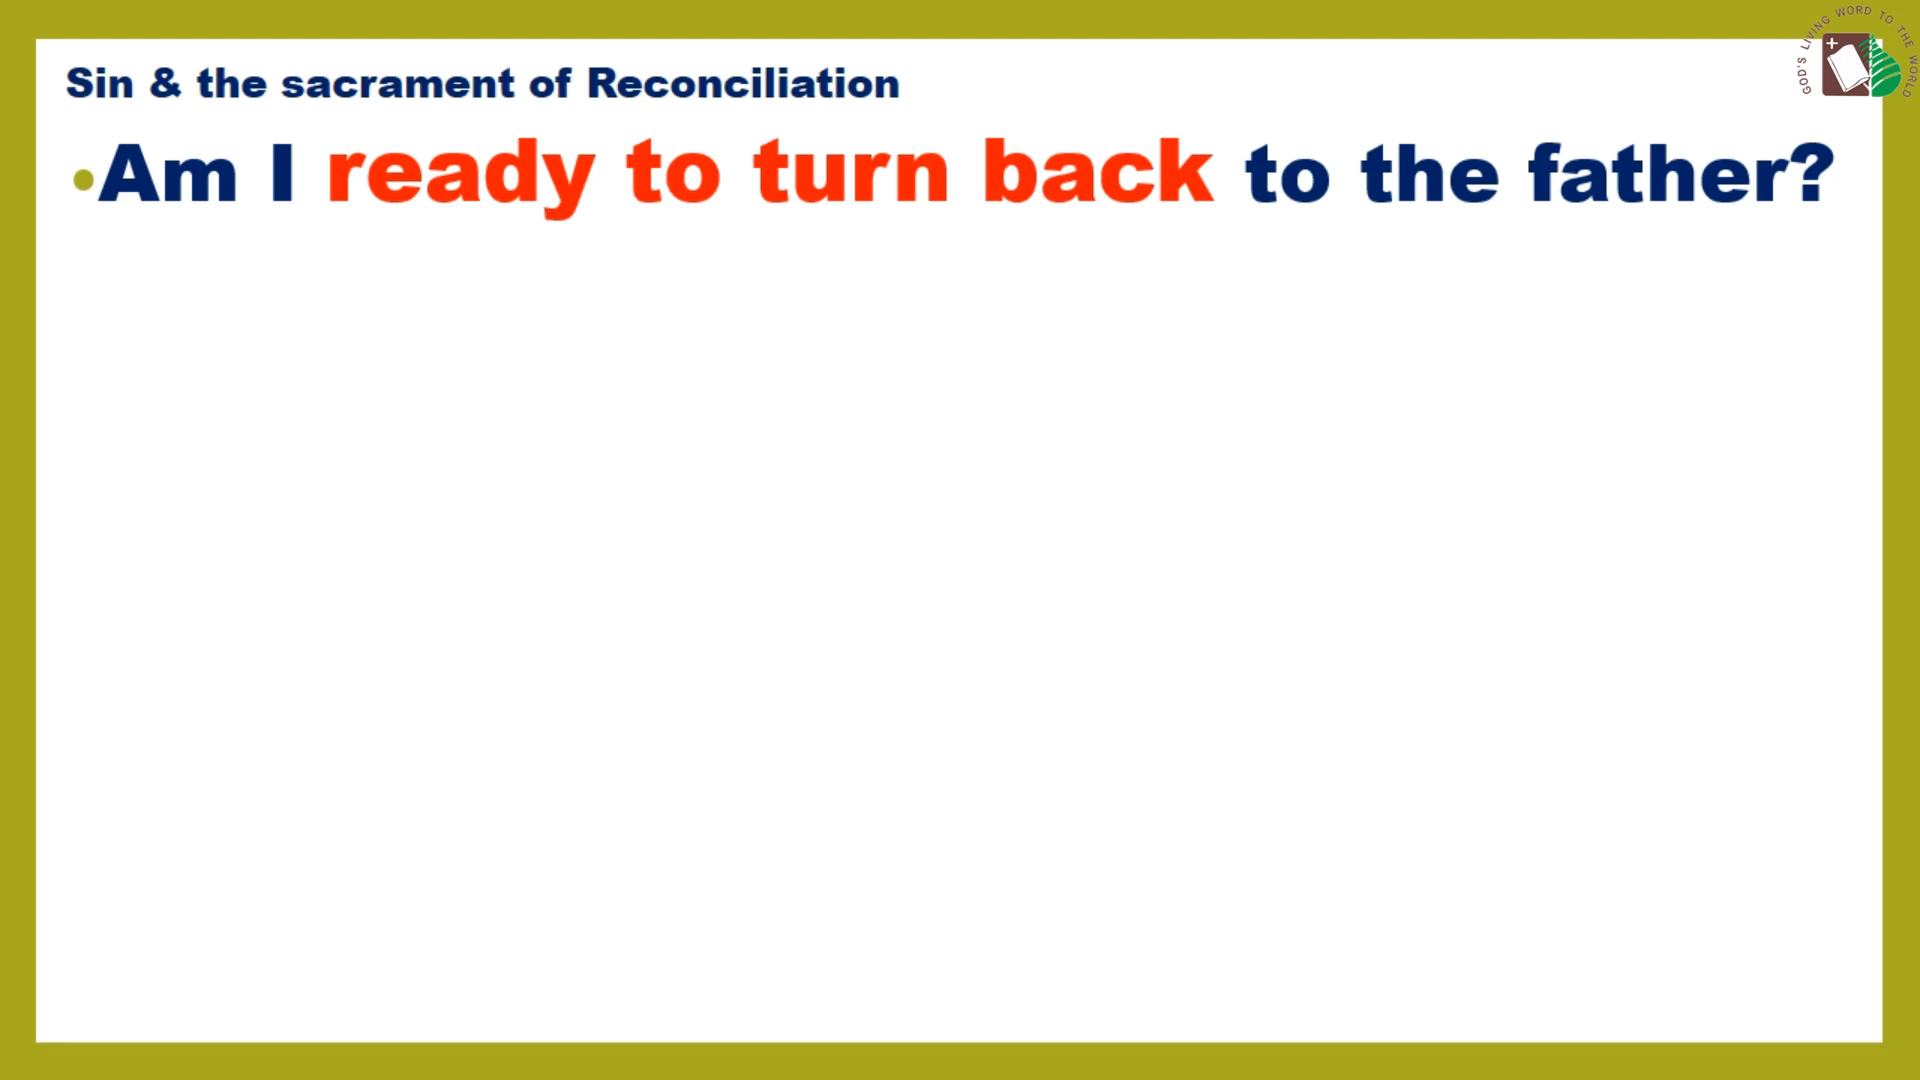 GOD'S LIVING WORD TO THE WORLD
Sin & the sacrament of Reconciliation
•Am I ready to turn back to the father?